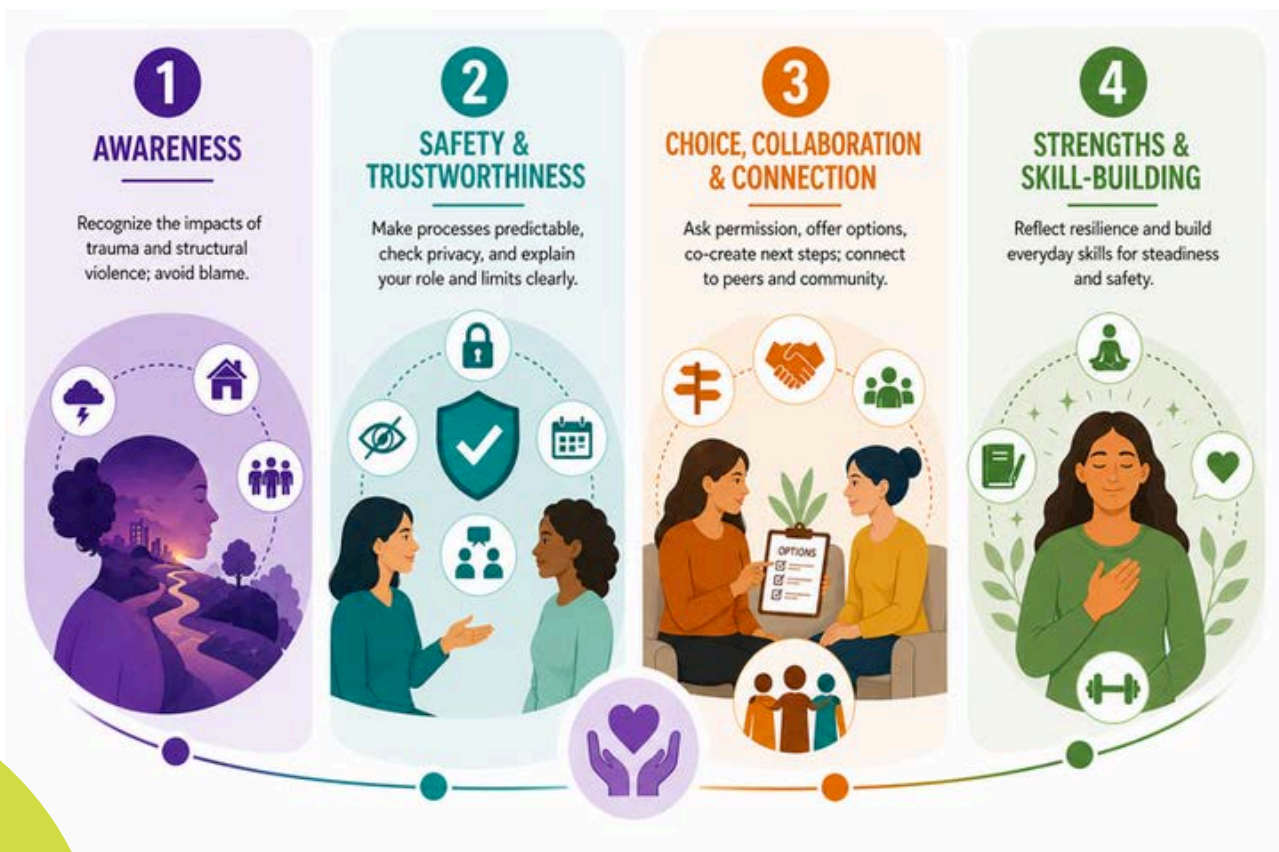 1
AWARENESS
Recognize the impacts of
trauma and structural
violence; avoid blame.
2
SAFETY &
TRUSTWORTHINESS
Make processes predictable,
check privacy, and explain
your role and limits clearly.
3
CHOICE, COLLABORATION
& CONNECTION
Ask permission, offer options,
co-create next steps; connect
to peers and community.
OPTIONS
4
STRENGTHS &
SKILL-BUILDING
Reflect resilience and build
everyday skills for steadiness
and safety.